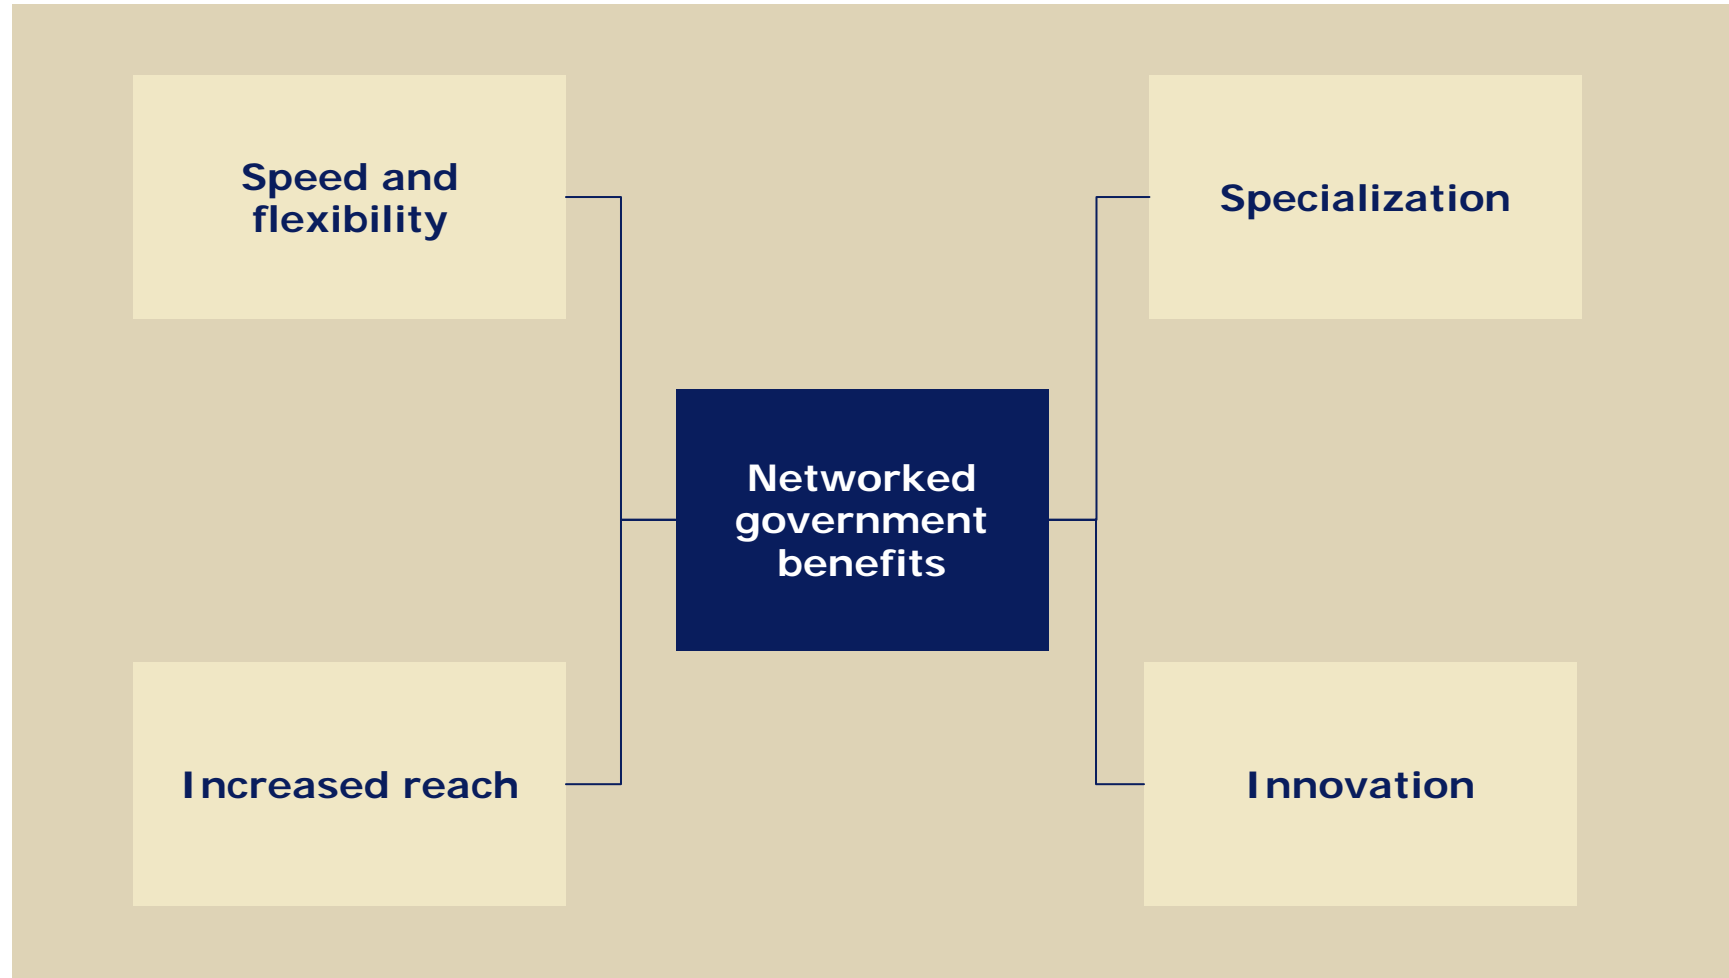 Speed and
flexibility
Specialization
Networked
government
benefits
Increased reach
Innovation